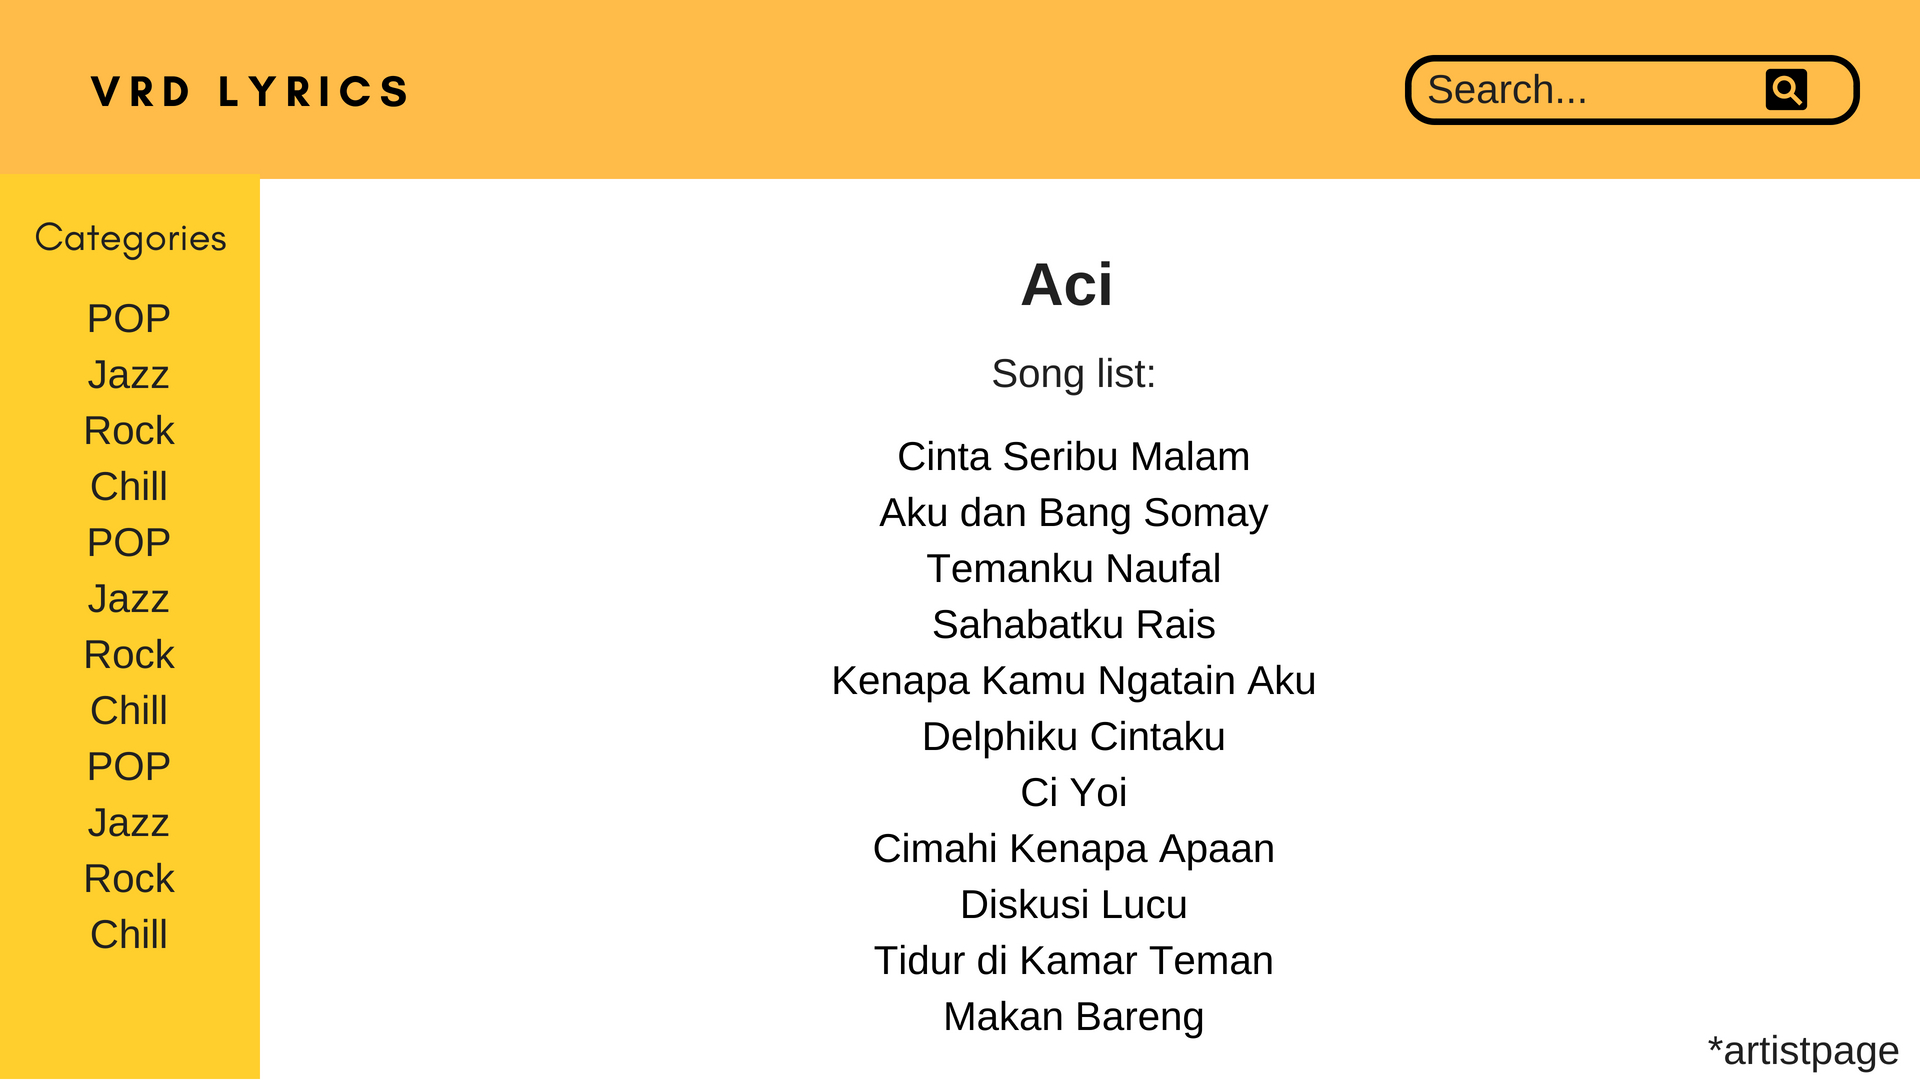 VRD LYRICS
Search...
Categories
POP
Jazz
Rock
Chill
POP
Jazz
Rock
Chill
POP
Jazz
Rock
Chill
Aci
Song list:
Cinta Seribu Malam
Aku dan Bang Somay
Temanku Naufal
Sahabatku Rais
Kenapa Kamu Ngatain Aku
Delphiku Cintaku
Ci Yoi
Cimahi Kenapa Apaan
Diskusi Lucu
Tidur di Kamar Teman
Makan Bareng
*artistpage